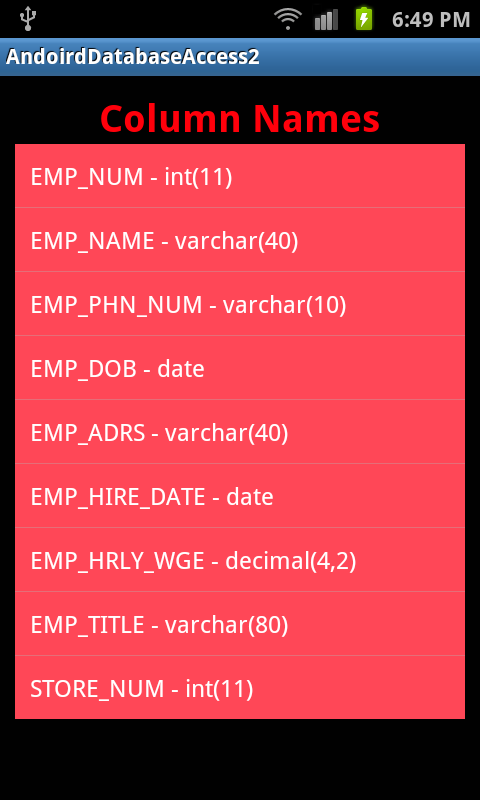 6:49 PM
AndoirdDatabaseAccess2
Column Names
EMP_NUM - int(11)
EMP_NAME - varchar(40)
EMP_PHN_NUM - varchar(10)
EMP_DOB - date
EMP_ADRS - varchar(40)
EMP_HIRE_DATE - date
EMP_HRLY_WGE - decimal(4,2)
EMP_TITLE - varchar(80)
STORE_NUM - int(11)